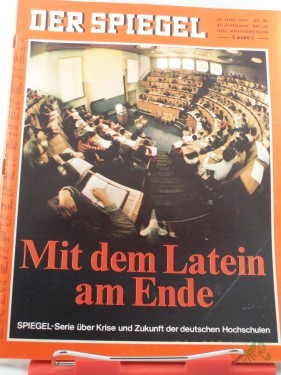 DER SPIEGEL
Mit dem Latein
am Ende
SPIEGEL-Serie über Krise und Zukunft der deutschen Hochschulen